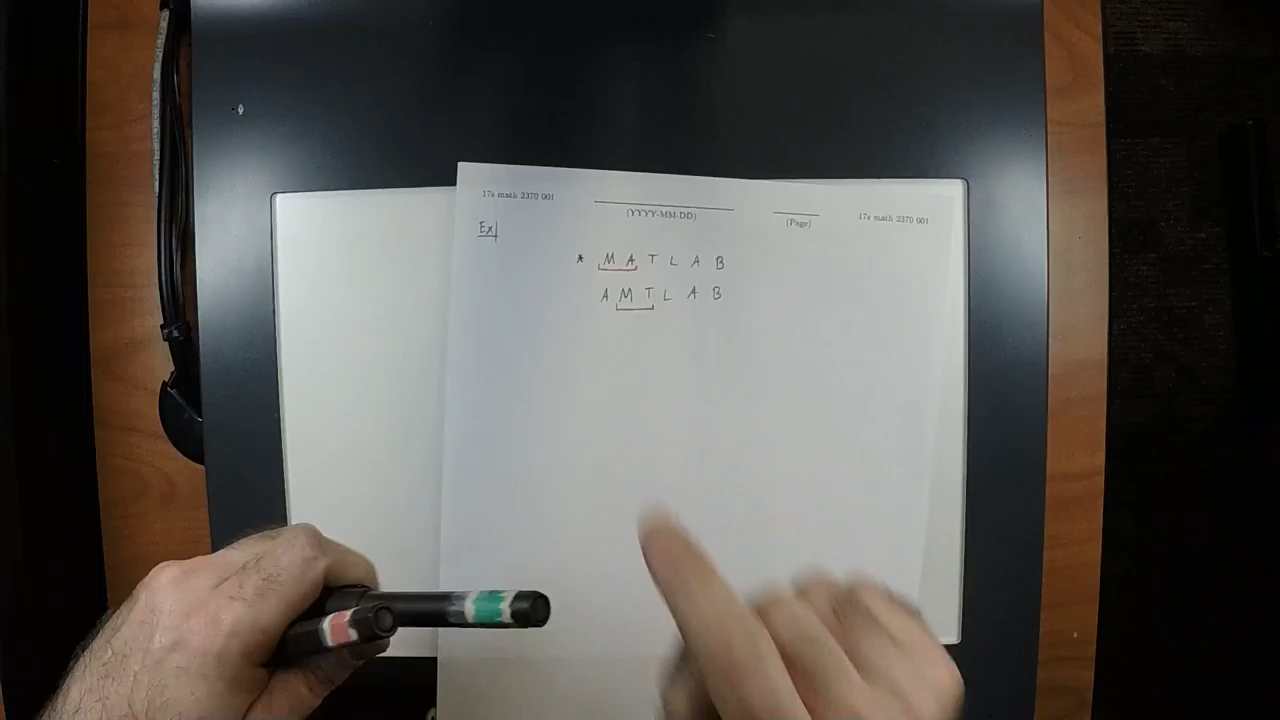 17s math 2370 001
(YYYY-MM-DD)
(Page)
17s math 2370 001
Ex|
* M A T L A B
A M T L A B